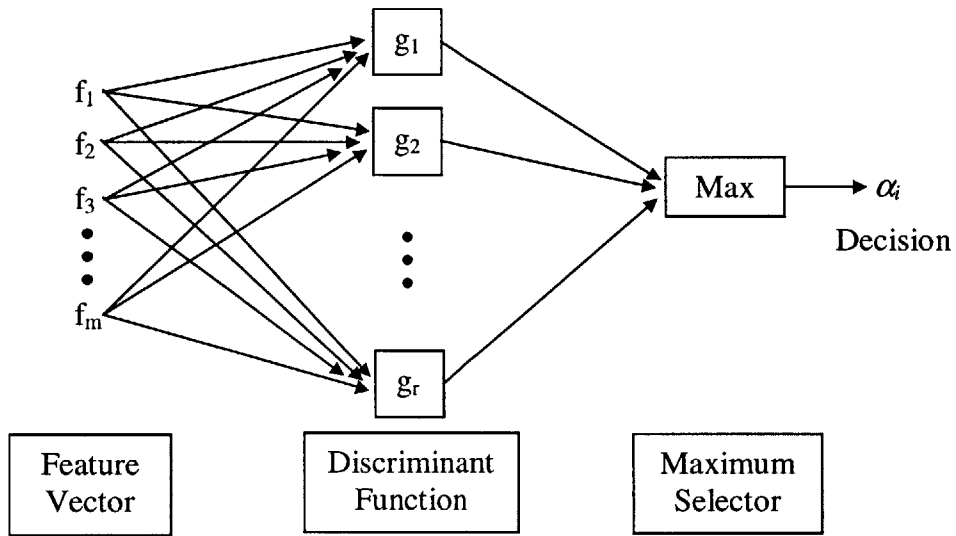 g₁
f₁
f₂
g₂
f₃
Max
αᵢ
Decision
fₘ
gᵣ
Feature
Vector
Discriminant
Function
Maximum
Selector